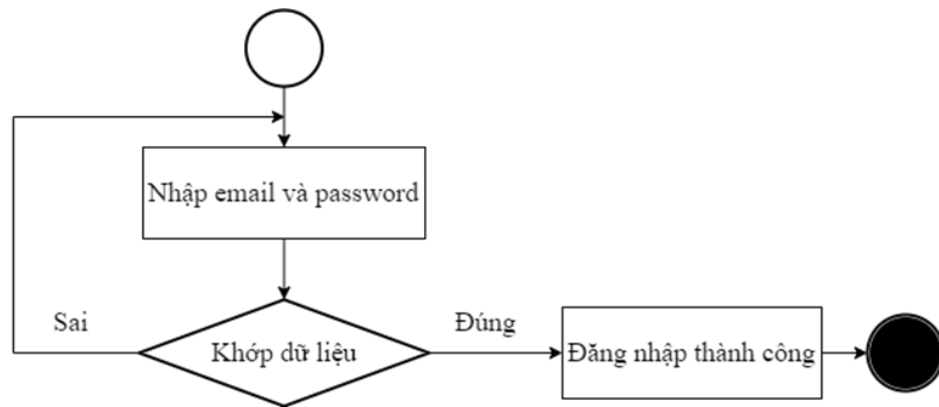 Nhập email và password
Sai
Khớp dữ liệu
Đúng
Đăng nhập thành công